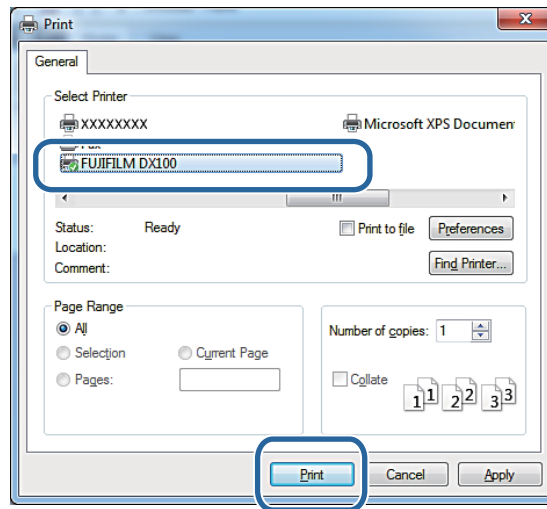 Print
General
Select Printer
XXXXXXXX
Microsoft XPS Documen
Fax
FUJIFILM DX100
Status: Ready
Print to file
Preferences
Location:
Comment:
Find Printer...
Page Range
All
Selection
Current Page
Pages:
Number of copies: 1
Collate
1 1 2 2 3 3
Print
Cancel
Apply